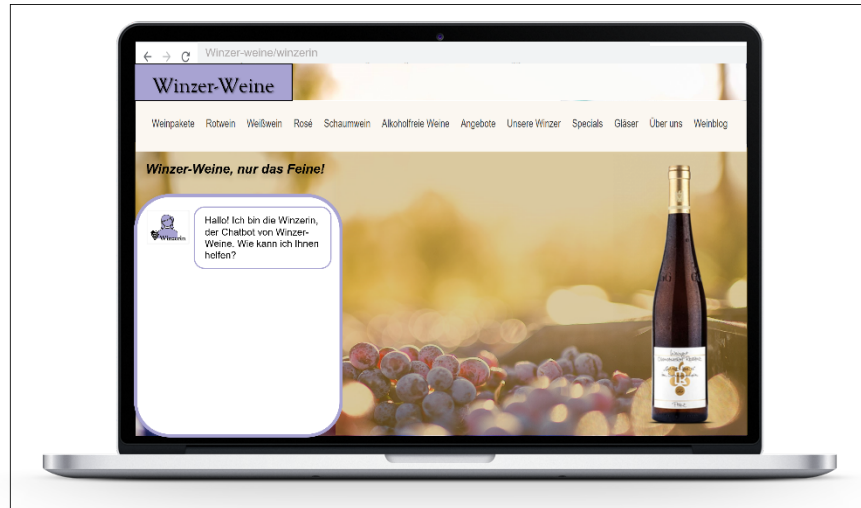 Winzer-weine/winzerin
Winzer-Weine
Weinpakete Rotwein Weißwein Rosé Schaumwein Alkoholfreie Weine Angebote Unsere Winzer Specials Gläser Über uns Weinblog
Winzer-Weine, nur das Feine!
Winzerin
Hallo! Ich bin die Winzerin,
der Chatbot von Winzer-
Weine. Wie kann ich Ihnen
helfen?